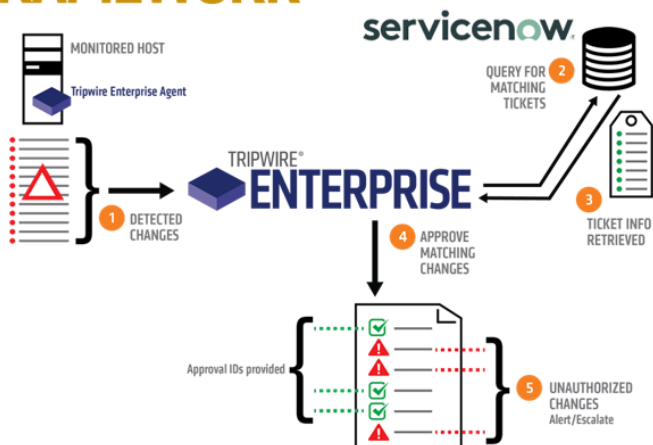 FRAMEWORK
servicenow.
MONITORED HOST
Tripwire Enterprise Agent
2
QUERY FOR
MATCHING
TICKETS
TRIPWIRE®
ENTERPRISE
1
DETECTED
CHANGES
3
TICKET INFO
RETRIEVED
4
APPROVE
MATCHING
CHANGES
Approval IDs provided
5
UNAUTHORIZED
CHANGES
Alert/Escalate